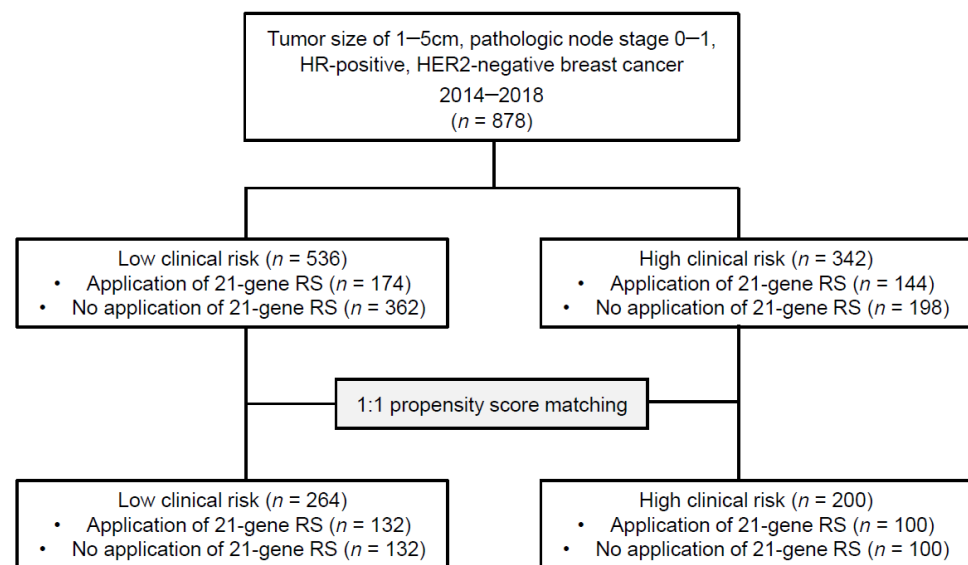 Tumor size of 1–5cm, pathologic node stage 0–1,
HR-positive, HER2-negative breast cancer
2014–2018
(n = 878)
Low clinical risk (n = 536)
• Application of 21-gene RS (n = 174)
• No application of 21-gene RS (n = 362)
High clinical risk (n = 342)
• Application of 21-gene RS (n = 144)
• No application of 21-gene RS (n = 198)
1:1 propensity score matching
Low clinical risk (n = 264)
• Application of 21-gene RS (n = 132)
• No application of 21-gene RS (n = 132)
High clinical risk (n = 200)
• Application of 21-gene RS (n = 100)
• No application of 21-gene RS (n = 100)